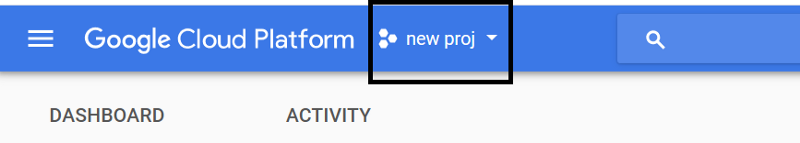 Google Cloud Platform new proj
DASHBOARD ACTIVITY